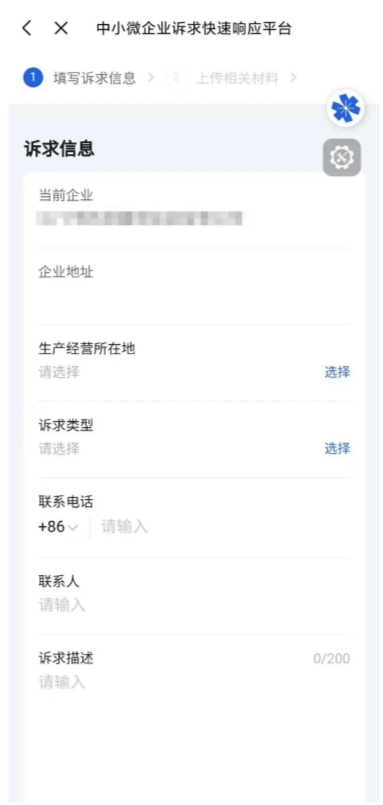 中小微企业诉求快速响应平台
1 填写诉求信息 2 上传相关材料
诉求信息
当前企业
企业地址
生产经营所在地
请选择 选择
诉求类型
请选择 选择
联系电话
+86 请输入
联系人
请输入
诉求描述 0/200
请输入